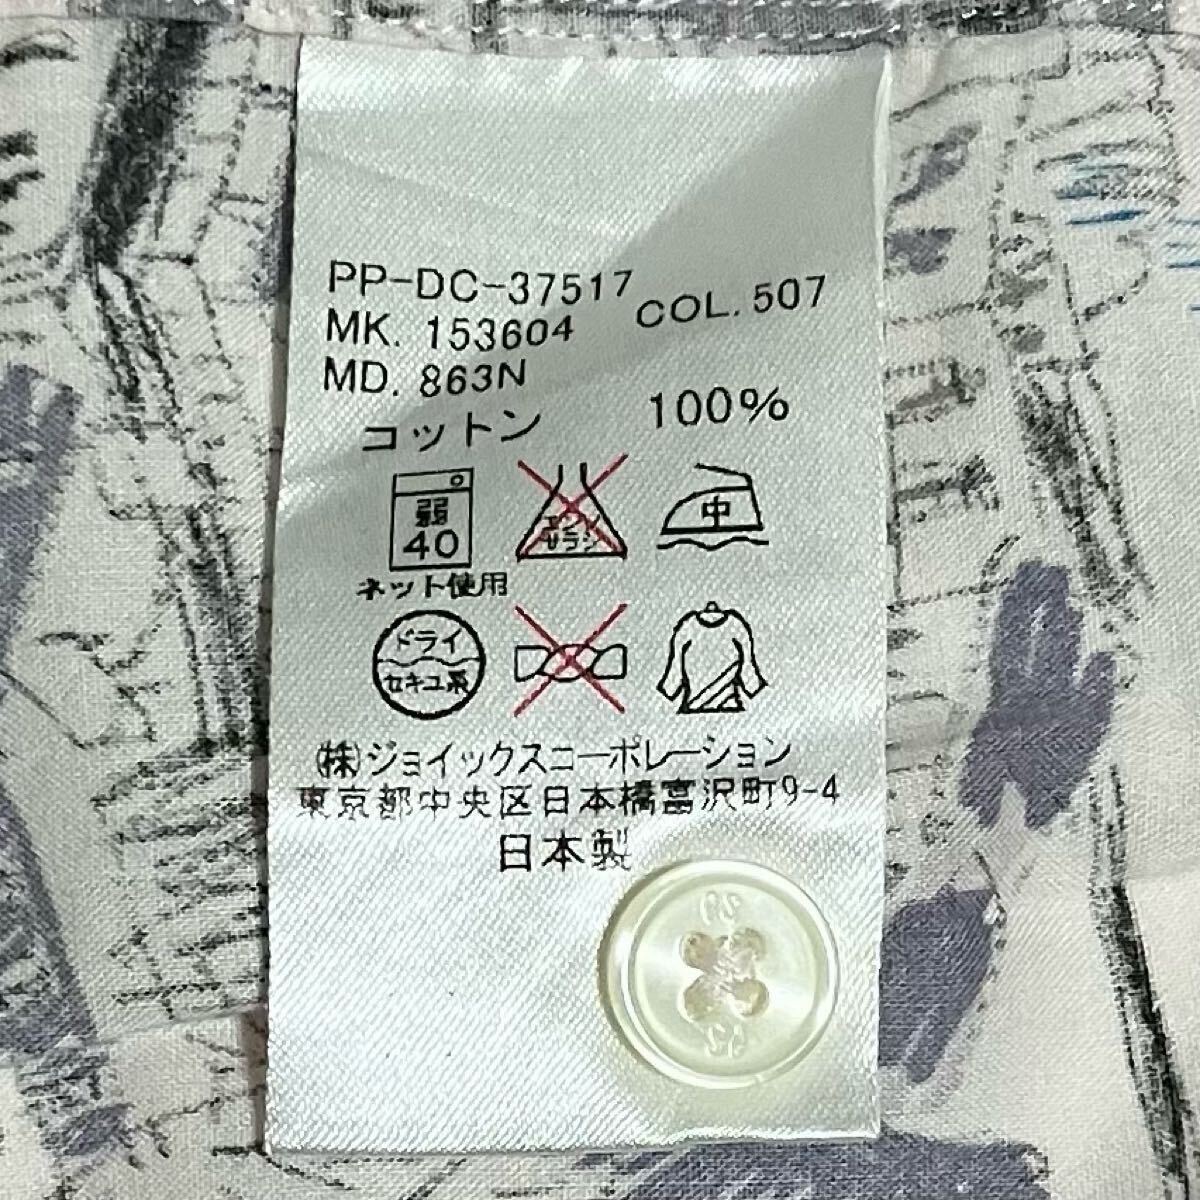 PP-DC-37517
MK. 153604 COL. 507
MD. 863N
コットン 100%
弱
40
エンソ
サラシ
中
ネット使用
ドライ
セキユ系
(株)ジョイックスコーポレーション
東京都中央区日本橋富沢町9-4
日本製